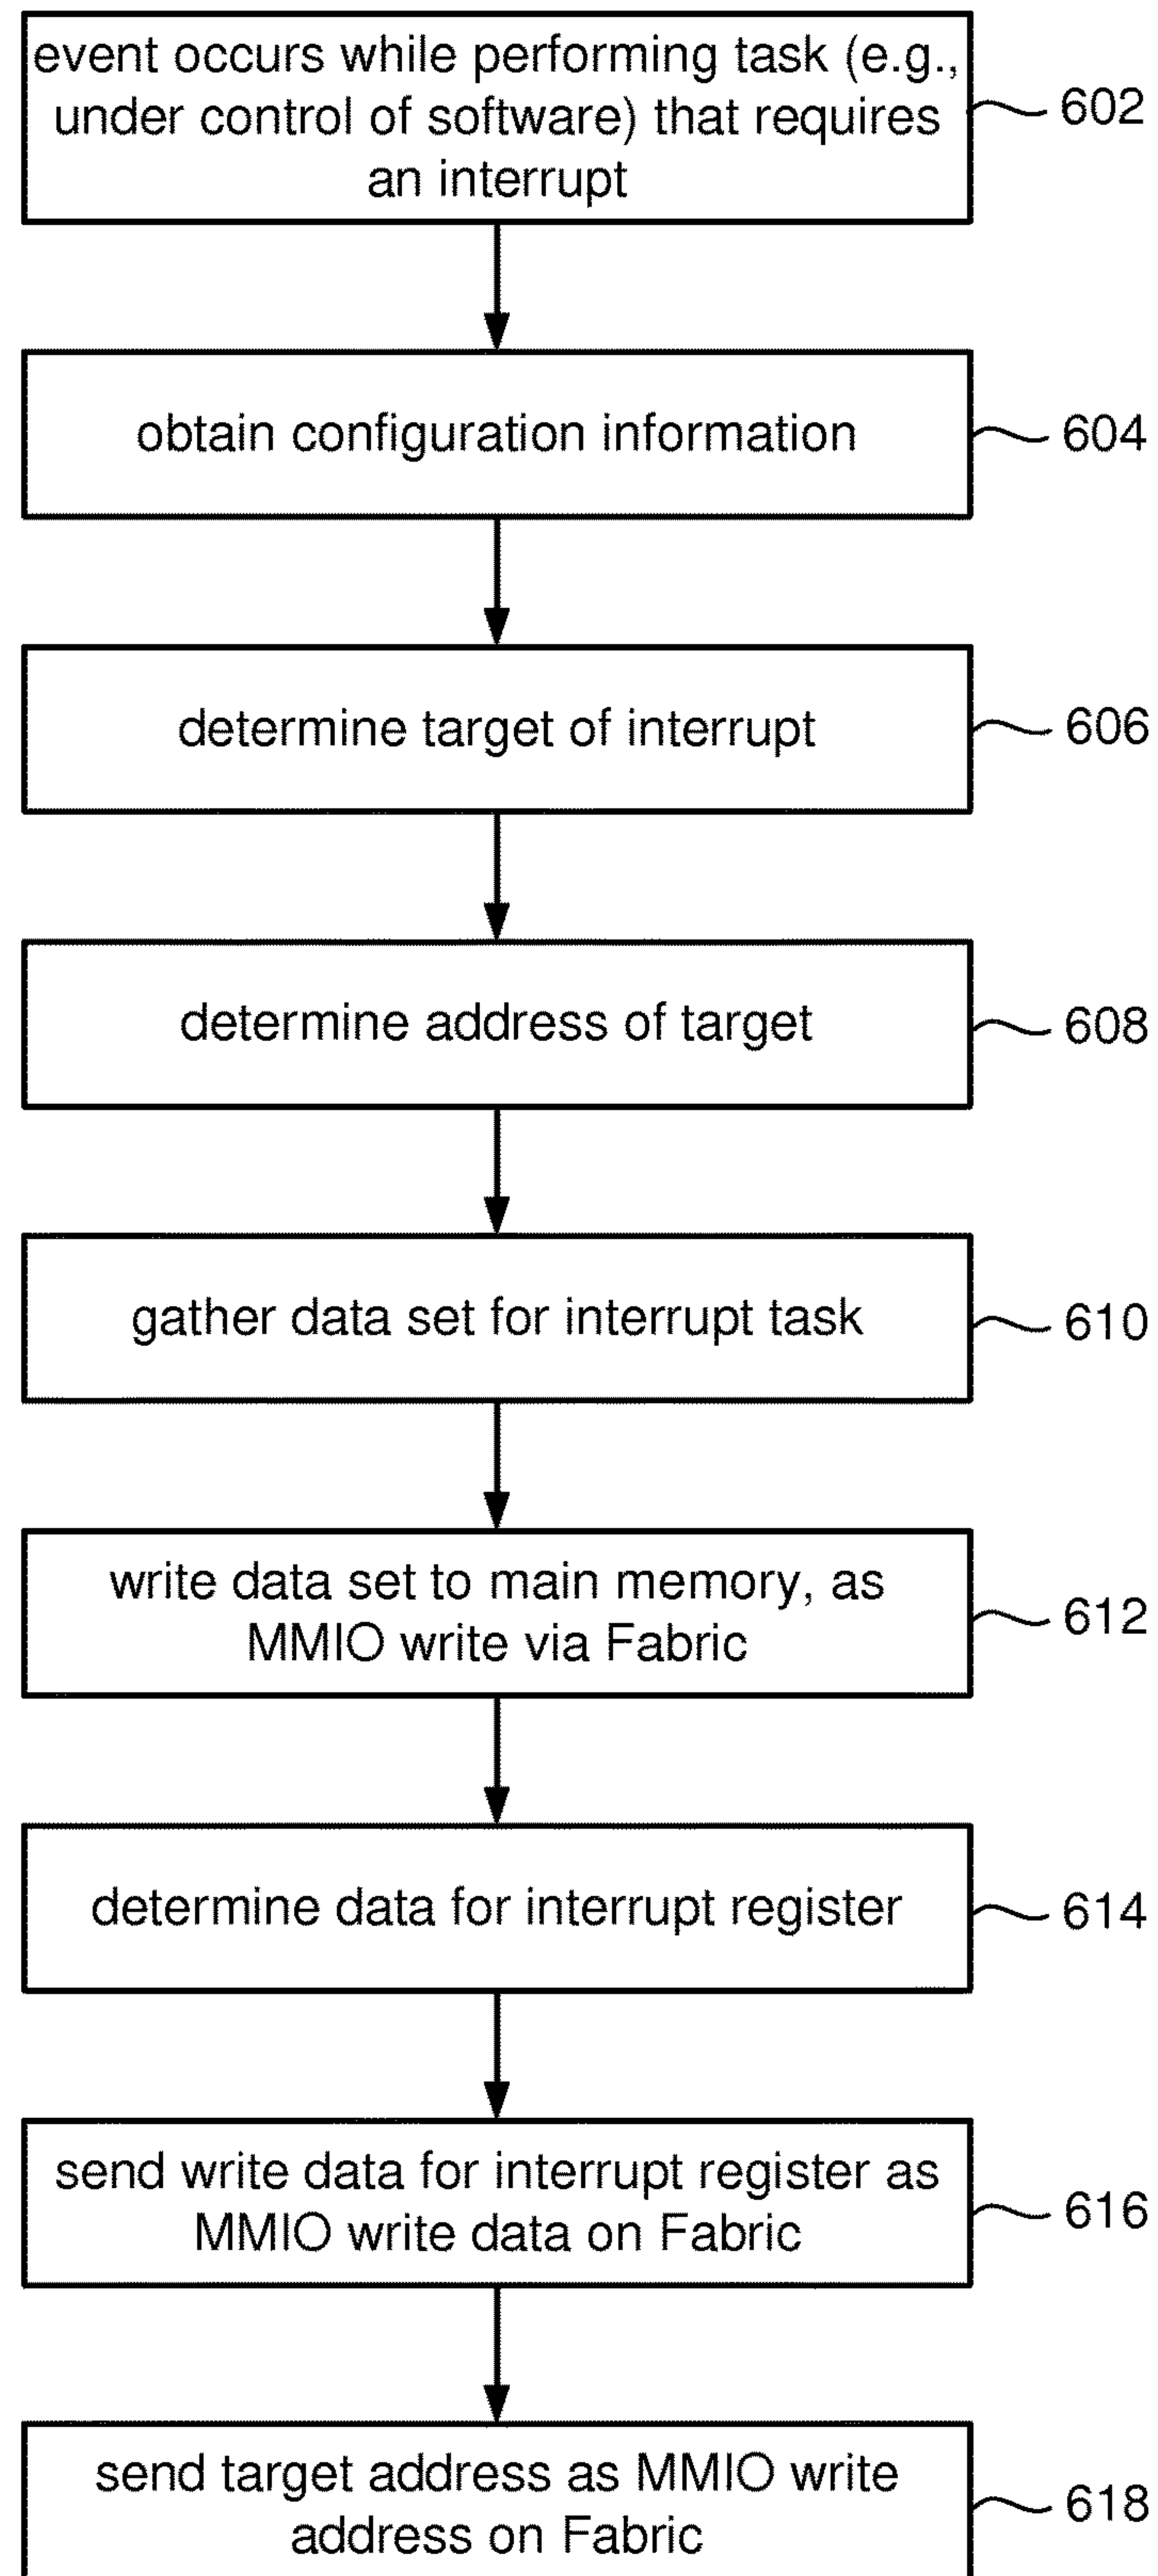 event occurs while performing task (e.g.,
under control of software) that requires
an interrupt
602
obtain configuration information
604
determine target of interrupt
606
determine address of target
608
gather data set for interrupt task
610
write data set to main memory, as
MMIO write via Fabric
612
determine data for interrupt register
614
send write data for interrupt register as
MMIO write data on Fabric
616
send target address as MMIO write
address on Fabric
618